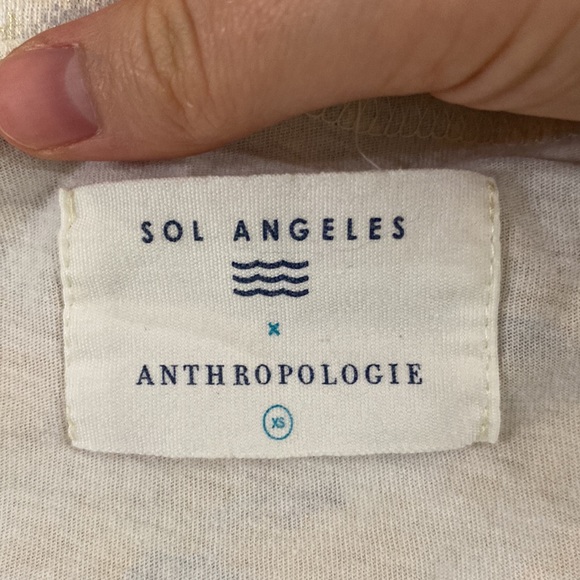 SOL ANGELES
x
ANTHROPOLOGIE
XS